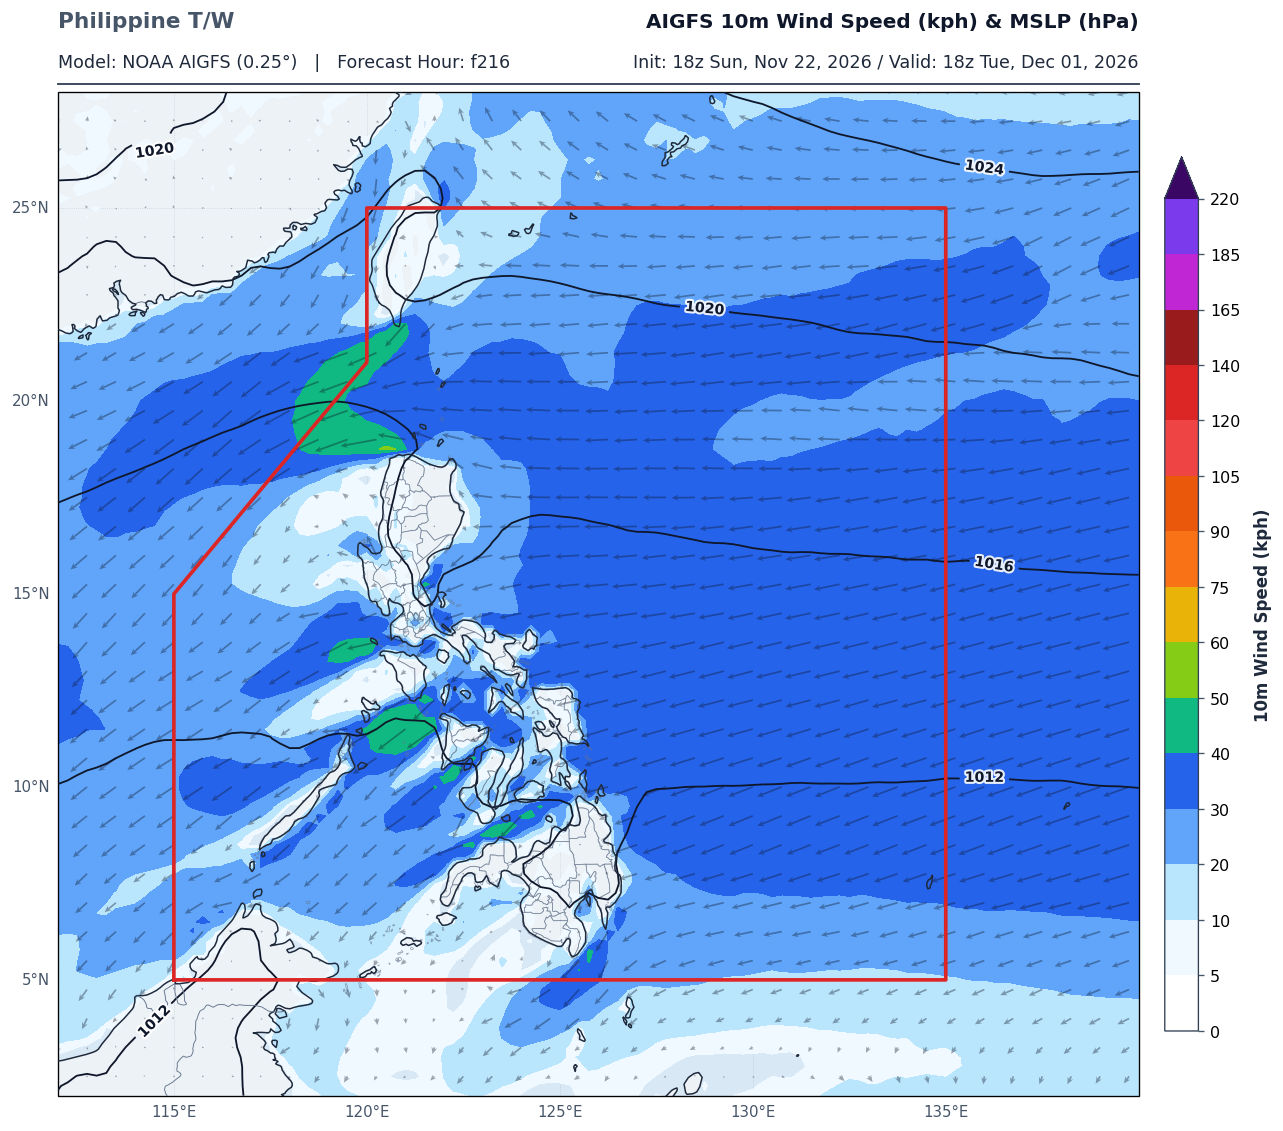 Philippine T/W
AIGFS 10m Wind Speed (kph) & MSLP (hPa)
Model: NOAA AIGFS (0.25°)   |   Forecast Hour: f216
Init: 18z Sun, Nov 22, 2026 / Valid: 18z Tue, Dec 01, 2026
1020
1024
1020
1016
1012
1012
25°N
20°N
15°N
10°N
5°N
115°E
120°E
125°E
130°E
135°E
220
185
165
140
120
105
90
75
60
50
40
30
20
10
5
0
10m Wind Speed (kph)